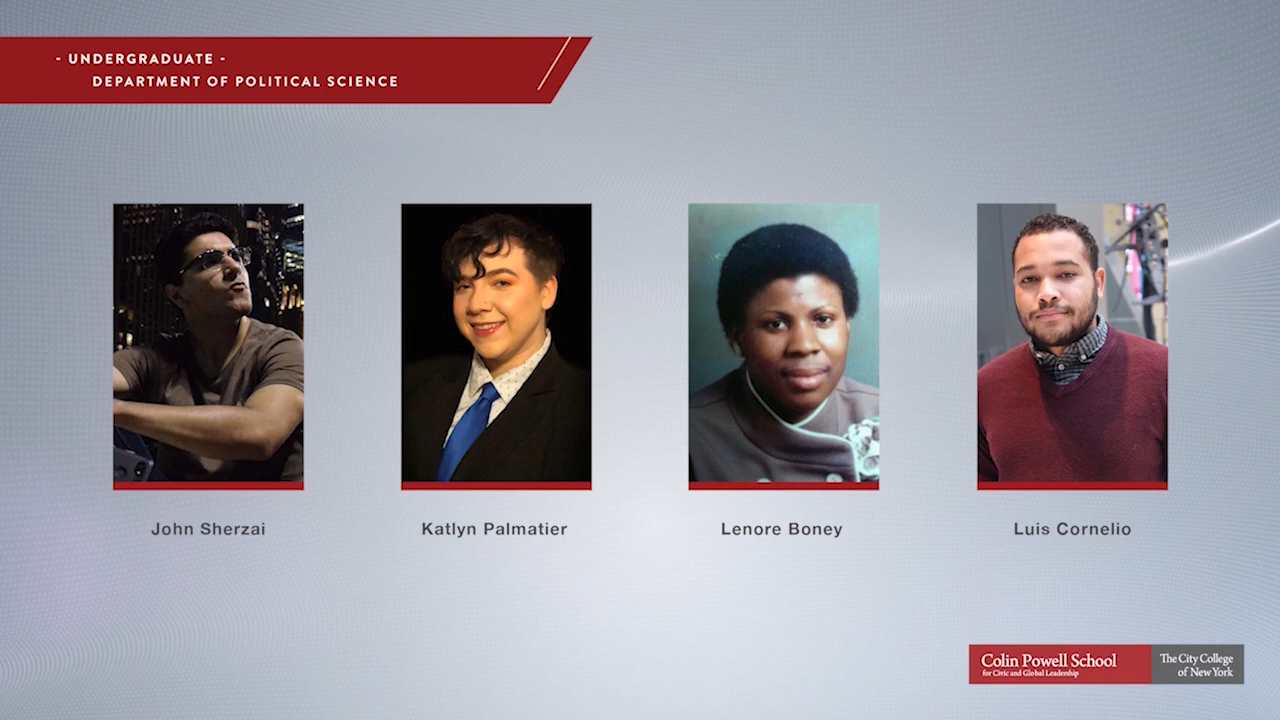 - UNDERGRADUATE -
DEPARTMENT OF POLITICAL SCIENCE
John Sherzai
Katlyn Palmatier
Lenore Boney
Luis Cornelio
Colin Powell School
for Civic and Global Leadership
The City College
of New York